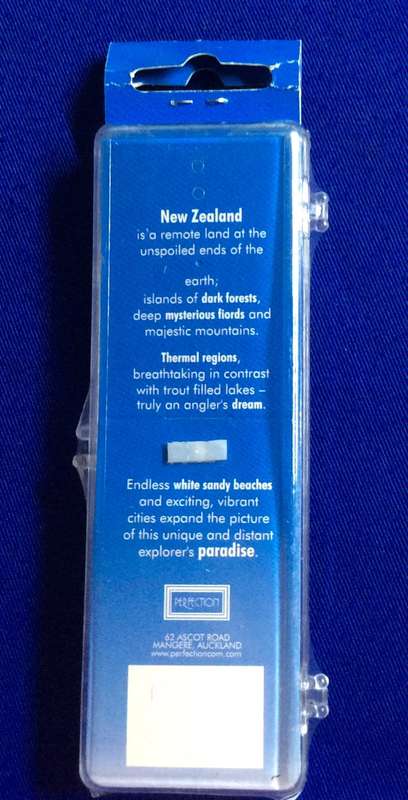 New Zealand
is a remote land at the
unspoiled ends of the
earth;
islands of dark forests,
deep mysterious fiords and
majestic mountains.
Thermal regions,
breathtaking in contrast
with trout filled lakes –
truly an angler's dream.
Endless white sandy beaches
and exciting, vibrant
cities expand the picture
of this unique and distant
explorer's paradise.
PERFECTION
62 ASCOT ROAD
MANGERE, AUCKLAND
www.perfectioncom.com